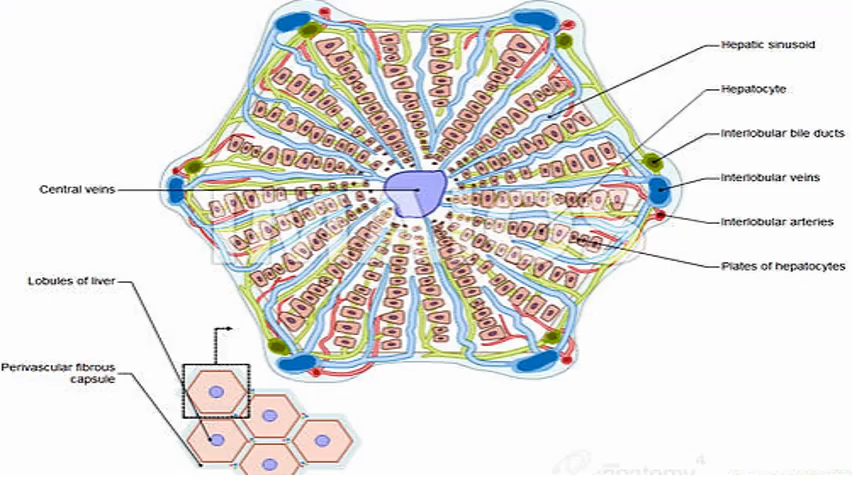 Hepatic sinusoid
Hepatocyte
Interlobular bile ducts
Central veins
Interlobular veins
Interlobular arteries
Plates of hepatocytes
Lobules of liver
Perivascular fibrous
capsule